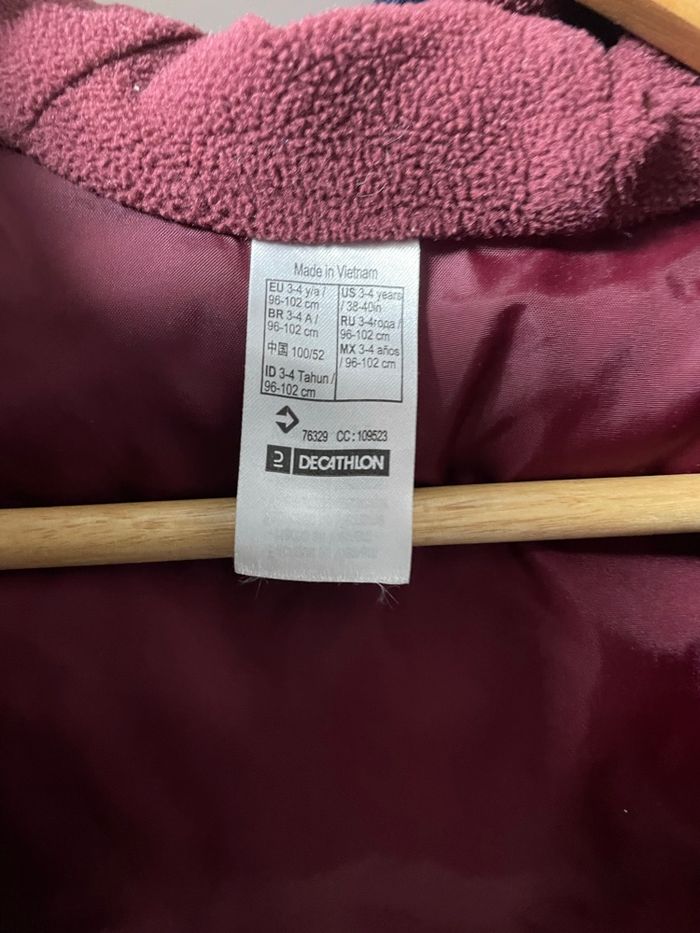 Made in Vietnam
EU 3-4 y/a /
96-102 cm
BR 3-4 A /
96-102 cm
中国 100/52
ID 3-4 Tahun /
96-102 cm
US 3-4 years
/ 38-40in
RU 3-4года /
96-102 cm
MX 3-4 años
/ 96-102 cm
76329 CC:109523
DECATHLON